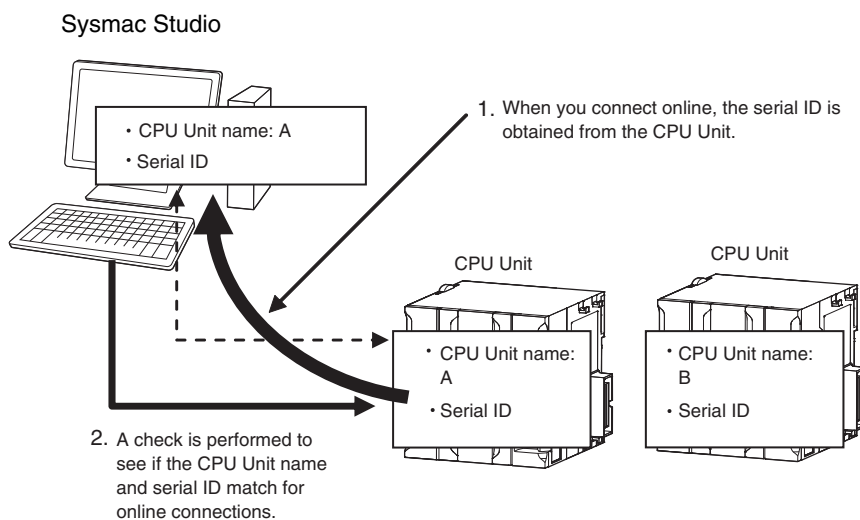 Sysmac Studio
• CPU Unit name: A
• Serial ID
1. When you connect online, the serial ID is
obtained from the CPU Unit.
CPU Unit
• CPU Unit name:
A
• Serial ID
CPU Unit
• CPU Unit name:
B
• Serial ID
2. A check is performed to
see if the CPU Unit name
and serial ID match for
online connections.